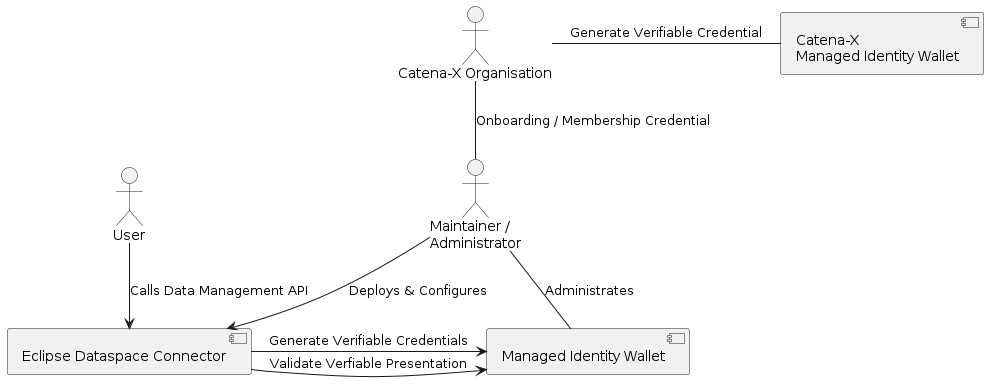 Generate Verifiable Credential
Catena-X
Managed Identity Wallet
Catena-X Organisation
Onboarding / Membership Credential
User
Maintainer /
Administrator
Calls Data Management API
Deploys & Configures
Administrates
Eclipse Dataspace Connector
Generate Verifiable Credentials
Validate Verfiable Presentation
Managed Identity Wallet